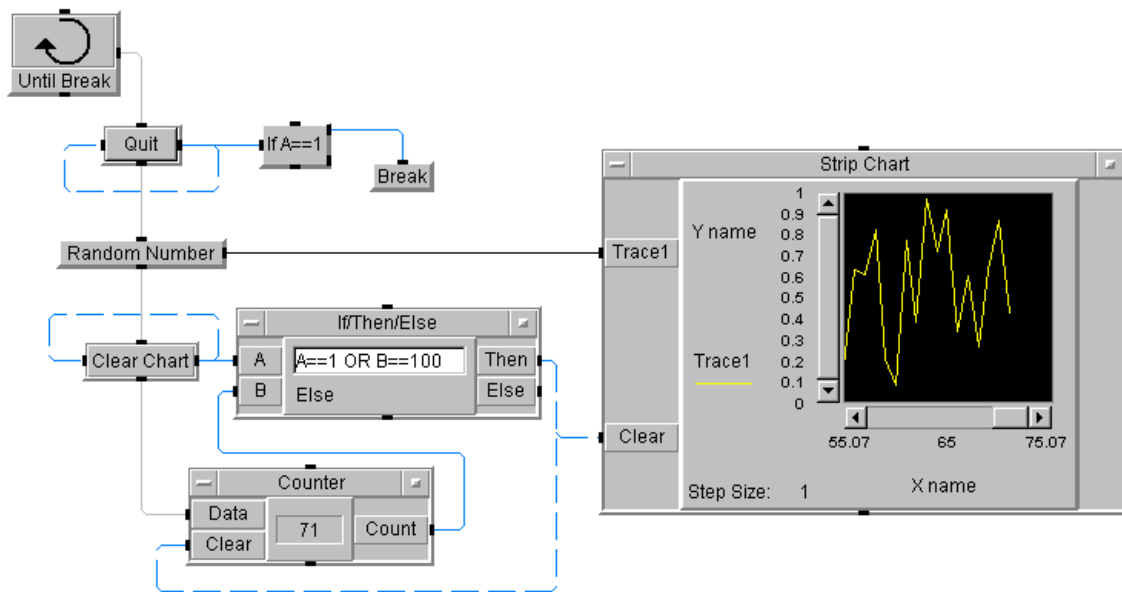 Until Break
Quit
If A==1
Break
Random Number
Clear Chart
If/Then/Else
A
A==1 OR B==100
Then
B
Else
Else
Counter
Data
71
Count
Clear
Strip Chart
Trace1
Clear
Y name
Trace1
1
0.9
0.8
0.7
0.6
0.5
0.4
0.3
0.2
0.1
0
55.07 65 75.07
X name
Step Size: 1